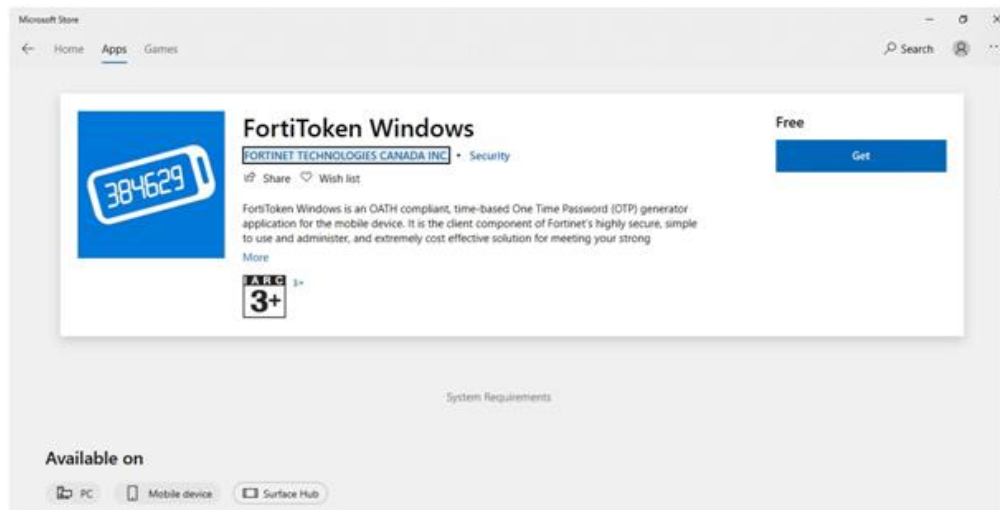 Microsoft Store
Home Apps Games
Search
FortiToken Windows
FORTINET TECHNOLOGIES CANADA INC. • Security
Share Wish list
FortiToken Windows is an OATH compliant, time-based One Time Password (OTP) generator
application for the mobile device. It is the client component of Fortinet's highly secure, simple
to use and administer, and extremely cost effective solution for meeting your strong
More
IARC
3+
3+
Free
Get
384629
System Requirements
Available on
PC Mobile device Surface Hub